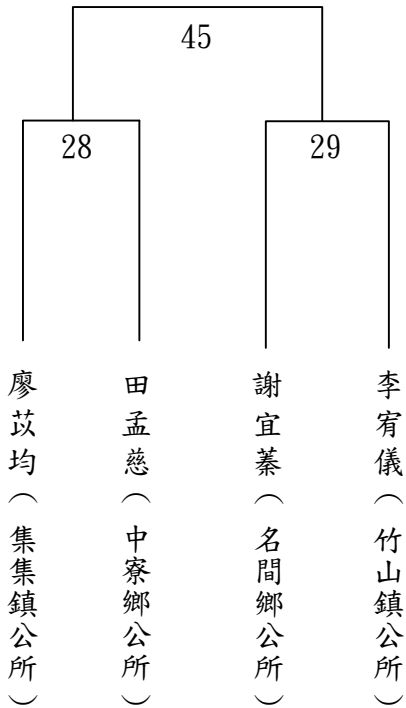 45
28
29
廖苡均（集集鎮公所）
田孟慈（中寮鄉公所）
謝宜蓁（名間鄉公所）
李宥儀（竹山鎮公所）